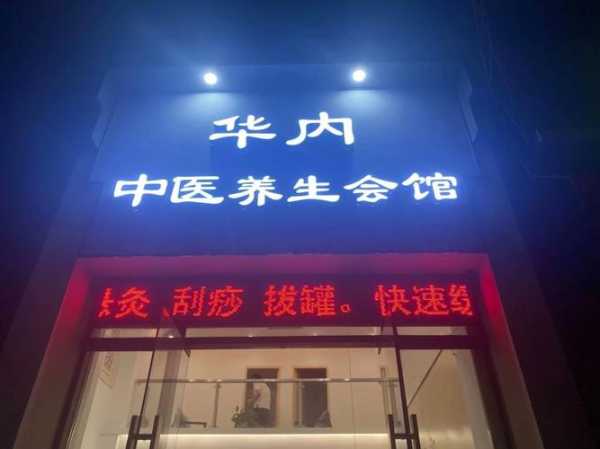 华内
中医养生会馆
灸、刮痧 拔罐。快速